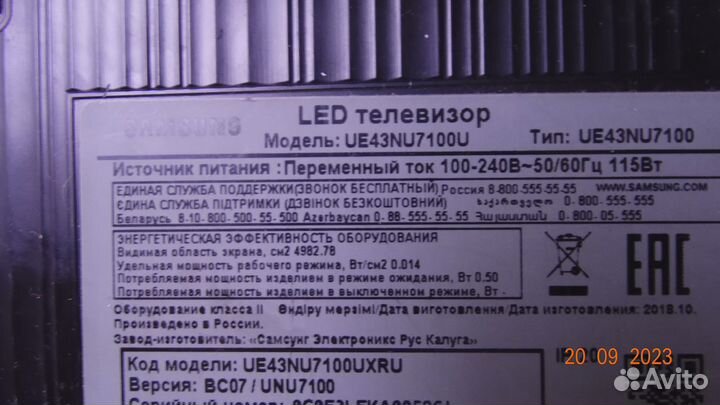 SAMSUNG
LED телевизор
Модель: UE43NU7100U Тип: UE43NU7100
Источник питания : Переменный ток 100-240В~50/60Гц 115Вт
ЕДИНАЯ СЛУЖБА ПОДДЕРЖКИ(ЗВОНОК БЕСПЛАТНЫЙ) Россия 8-800-555-55-55 WWW.SAMSUNG.COM
ЄДИНА СЛУЖБА ПІДТРИМКИ (ДЗВІНОК БЕЗКОШТОВНИЙ) საქართველო 0-800-555-555
Беларусь 8-10-800-500-55-500 Azərbaycan 0-88-555-55-55 Հայաստան 0-800-05-555
ЭНЕРГЕТИЧЕСКАЯ ЭФФЕКТИВНОСТЬ ОБОРУДОВАНИЯ
Видимая область экрана, см2 4982.78
Удельная мощность рабочего режима, Вт/см2 0.014
Потребляемая мощность изделием в режиме ожидания, Вт 0.50
Потребляемая мощность изделием в выключенном режиме, Вт -
EAC
Оборудование класса II Өндіру мерзімі/Дата виготовлення/Дата изготовления: 2018.10.
Произведено в России.
Завод-изготовитель: «Самсунг Электроникс Рус Калуга»
Код модели: UE43NU7100UXRU
Версия: BC07 / UNU7100
Серийный номер:
20 09 2023
Avito